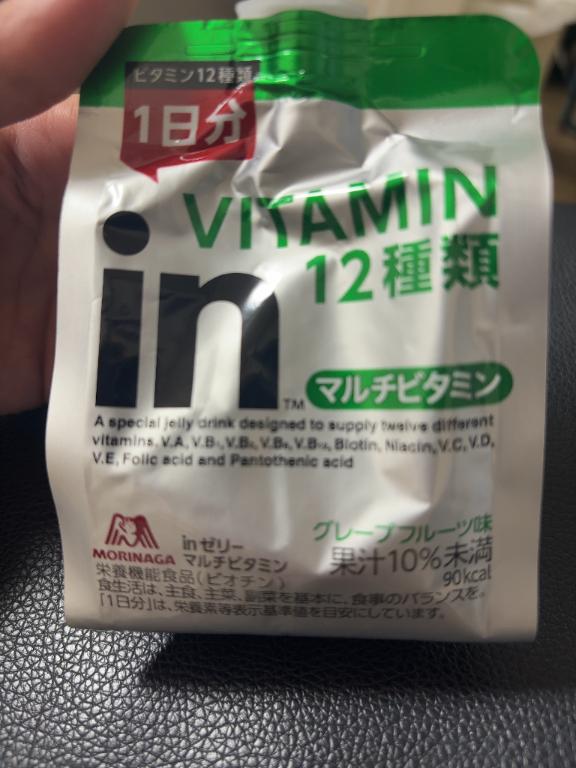 ビタミン12種類
1日分
VITAMIN
12種類
in
TM
マルチビタミン
A special jelly drink designed to supply twelve different
vitamins, V.A, V.B₁, V.B₂, V.B₆, V.B₁₂, Biotin, Niacin, V.C, V.D,
V.E, Folic acid and Pantothenic acid
MORINAGA
inゼリー
マルチビタミン
グレープフルーツ味
果汁10%未満
90kcal
栄養機能食品(ビオチン)
食生活は、主食、主菜、副菜を基本に、食事のバランスを。
「1日分」は、栄養素等表示基準値を目安にしています。